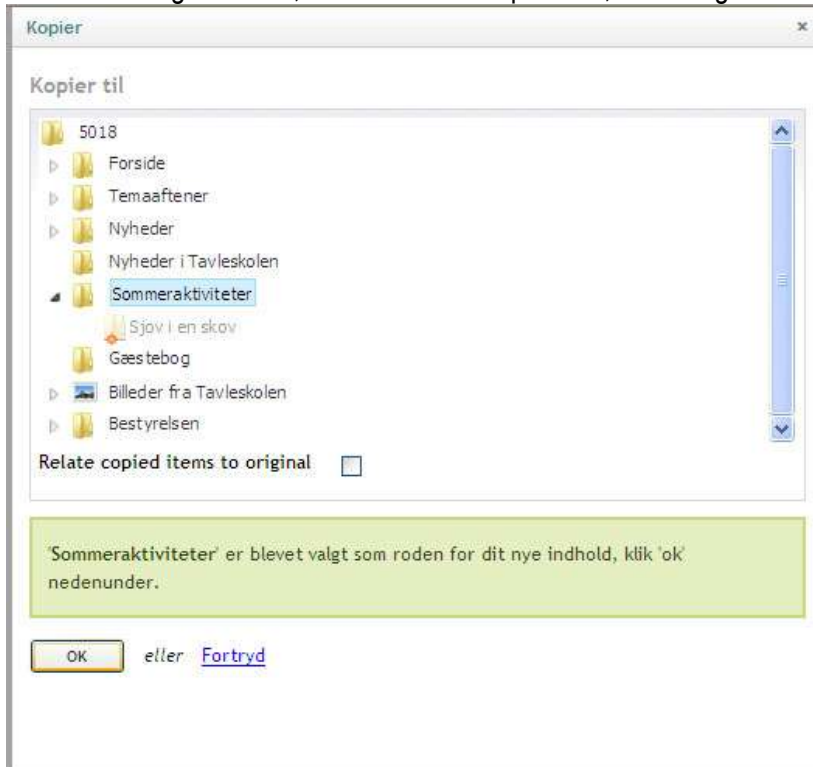 Kopier
Kopier til
5018
Forside
Temaaftener
Nyheder
Nyheder i Tavleskolen
Sommeraktiviteter
Sjov i en skov
Gæstebog
Billeder fra Tavleskolen
Bestyrelsen
Relate copied items to original
'Sommeraktiviteter' er blevet valgt som roden for dit nye indhold, klik 'ok'
nedenunder.
OK eller Fortryd